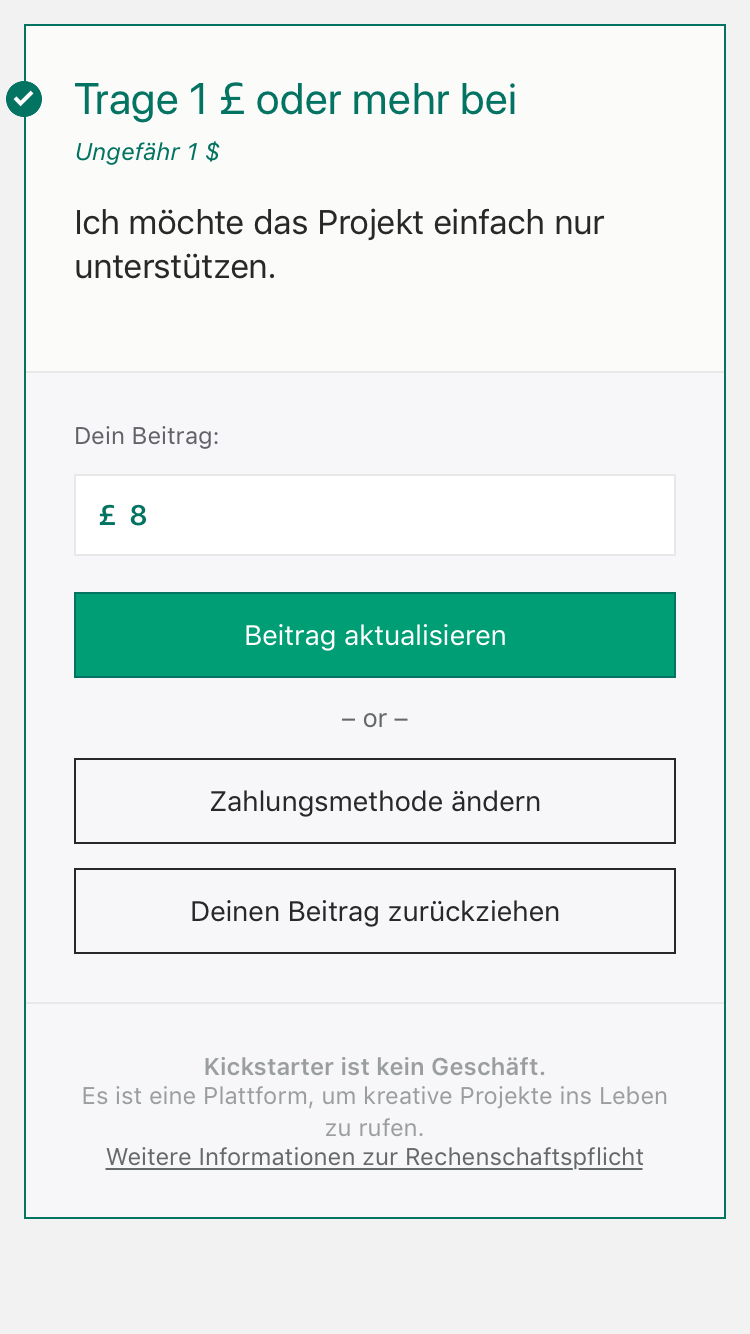 Trage 1 £ oder mehr bei
Ungefähr 1 $
Ich möchte das Projekt einfach nur
unterstützen.
Dein Beitrag:
£ 8
Beitrag aktualisieren
– or –
Zahlungsmethode ändern
Deinen Beitrag zurückziehen
Kickstarter ist kein Geschäft.
Es ist eine Plattform, um kreative Projekte ins Leben
zu rufen.
Weitere Informationen zur Rechenschaftspflicht